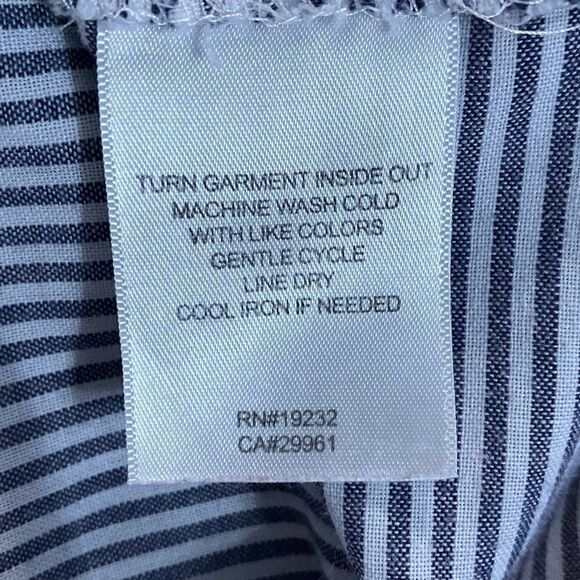 TURN GARMENT INSIDE OUT
MACHINE WASH COLD
WITH LIKE COLORS
GENTLE CYCLE
LINE DRY
COOL IRON IF NEEDED
RN#19232
CA#29961